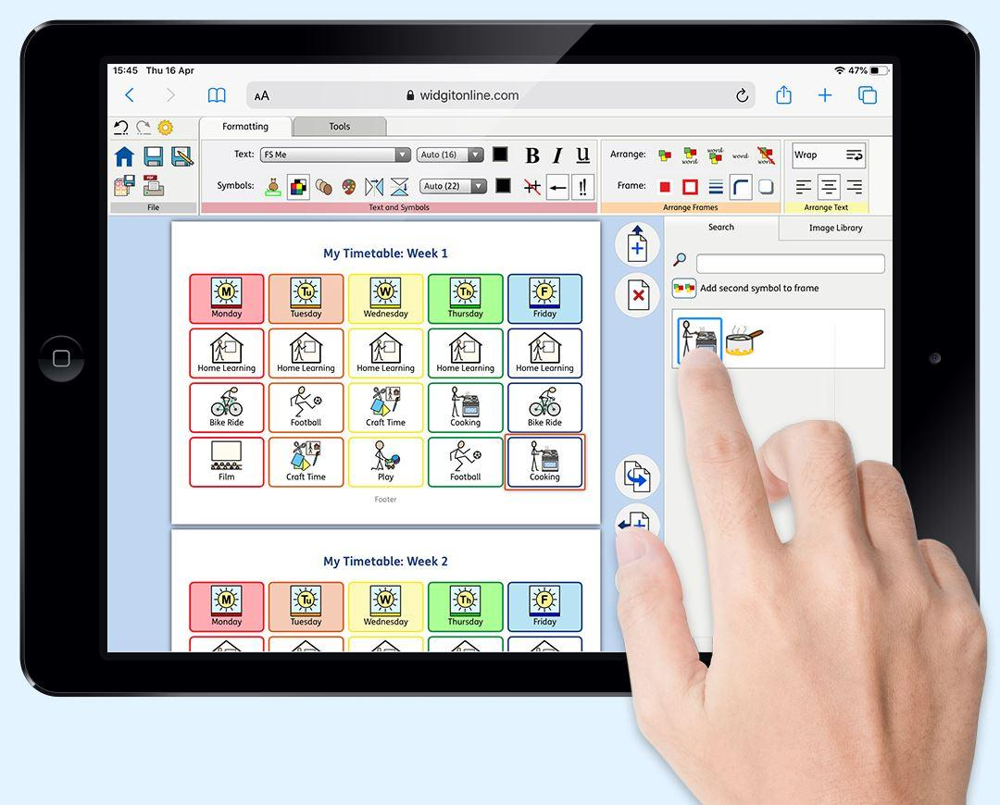 15:45 Thu 16 Apr 47%
AA widgitonline.com
Formatting Tools
Text: FS Me Auto (16) B I u Arrange: word word word Wrap
PDF Symbols: Auto (22) !! Frame:
File Text and Symbols Arrange Frames Arrange Text
Search Image Library
Add second symbol to frame
My Timetable: Week 1
M Tu W Th F
Monday Tuesday Wednesday Thursday Friday
Home Learning Home Learning Home Learning Home Learning Home Learning
Bike Ride Football Craft Time Cooking Bike Ride
Film Craft Time Play Football Cooking
Footer
My Timetable: Week 2
M Tu W Th F
Monday Tuesday Wednesday Thursday Friday